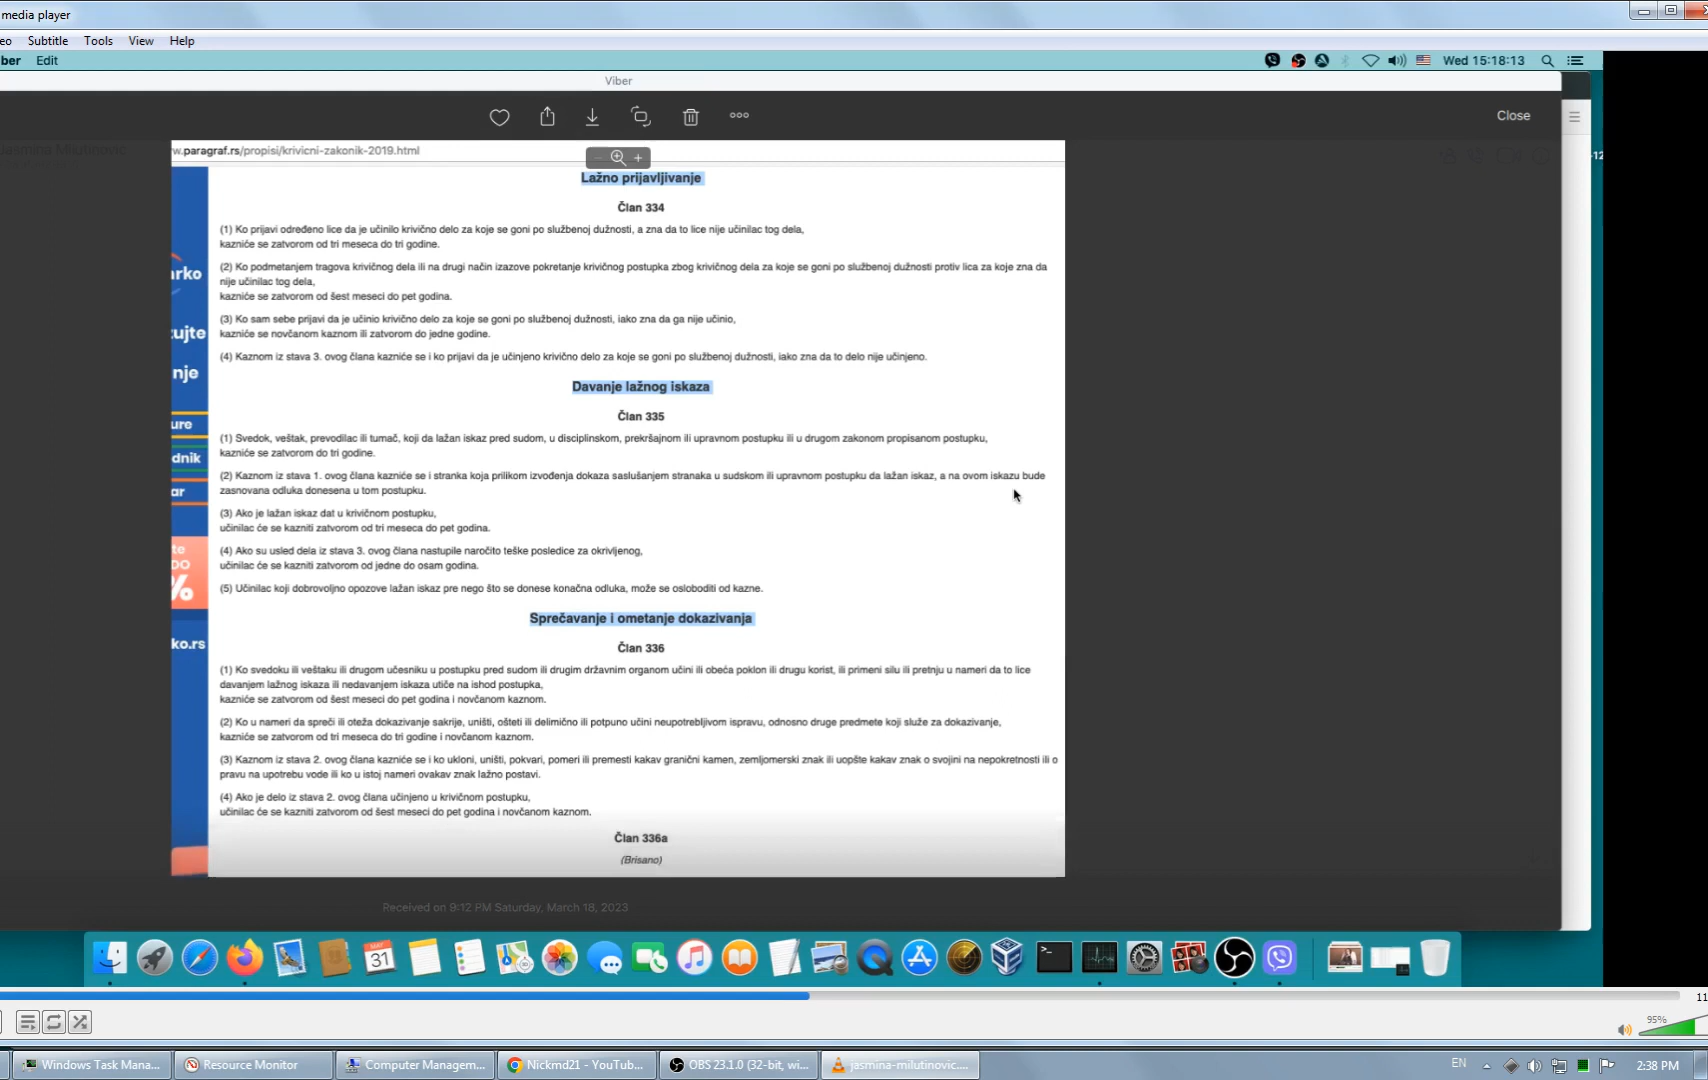 media player
eo Subtitle Tools View Help
ber Edit
Wed 15:18:13
Viber
Close
w.paragraf.rs/propisi/krivicni-zakonik-2019.html
Lažno prijavljivanje
Član 334
(1) Ko prijavi određeno lice da je učinilo krivično delo za koje se goni po službenoj dužnosti, a zna da to lice nije učinilac tog dela,
kazniće se zatvorom od tri meseca do tri godine.
(2) Ko podmetanjem tragova krivičnog dela ili na drugi način izazove pokretanje krivičnog postupka zbog krivičnog dela za koje se goni po službenoj dužnosti protiv lica za koje zna da
nije učinilac tog dela,
kazniće se zatvorom od šest meseci do pet godina.
(3) Ko sam sebe prijavi da je učinio krivično delo za koje se goni po službenoj dužnosti, iako zna da ga nije učinio,
kazniće se novčanom kaznom ili zatvorom do jedne godine.
(4) Kaznom iz stava 3. ovog člana kazniće se i ko prijavi da je učinjeno krivično delo za koje se goni po službenoj dužnosti, iako zna da to delo nije učinjeno.
Davanje lažnog iskaza
Član 335
(1) Svedok, veštak, prevodilac ili tumač, koji da lažan iskaz pred sudom, u disciplinskom, prekršajnom ili upravnom postupku ili u drugom zakonom propisanom postupku,
kazniće se zatvorom do tri godine.
(2) Kaznom iz stava 1. ovog člana kazniće se i stranka koja prilikom izvođenja dokaza saslušanjem stranaka u sudskom ili upravnom postupku da lažan iskaz, a na ovom iskazu bude
zasnovana odluka donesena u tom postupku.
(3) Ako je lažan iskaz dat u krivičnom postupku,
učinilac će se kazniti zatvorom od tri meseca do pet godina.
(4) Ako su usled dela iz stava 3. ovog člana nastupile naročito teške posledice za okrivljenog,
učinilac će se kazniti zatvorom od jedne do osam godina.
(5) Učinilac koji dobrovoljno opozove lažan iskaz pre nego što se donese konačna odluka, može se osloboditi od kazne.
Sprečavanje i ometanje dokazivanja
Član 336
(1) Ko svedoku ili veštaku ili drugom učesniku u postupku pred sudom ili drugim državnim organom učini ili obeća poklon ili drugu korist, ili primeni silu ili pretnju u nameri da to lice
davanjem lažnog iskaza ili nedavanjem iskaza utiče na ishod postupka,
kazniće se zatvorom od šest meseci do pet godina i novčanom kaznom.
(2) Ko u nameri da spreči ili oteža dokazivanje sakrije, uništi, ošteti ili delimično ili potpuno učini neupotrebljivom ispravu, odnosno druge predmete koji služe za dokazivanje,
kazniće se zatvorom od tri meseca do tri godine i novčanom kaznom.
(3) Kaznom iz stava 2. ovog člana kazniće se i ko ukloni, uništi, pokvari, pomeri ili premesti kakav granični kamen, zemljomerski znak ili uopšte kakav znak o svojini na nepokretnosti ili o
pravu na upotrebu vode ili ko u istoj nameri ovakav znak lažno postavi.
(4) Ako je delo iz stava 2. ovog člana učinjeno u krivičnom postupku,
učinilac će se kazniti zatvorom od šest meseci do pet godina i novčanom kaznom.
Član 336a
(Brisano)
arko
ujte
nje
ure
dnik
ar
te
DO
%
ko.rs
-12
Received on 9:12 PM Saturday, March 18, 2023
MAY
31
11
95%
Windows Task Mana...
Resource Monitor
Computer Managem...
Nickmd21 - YouTub...
OBS 23.1.0 (32-bit, wi...
jasmina-milutinovic....
EN
2:38 PM